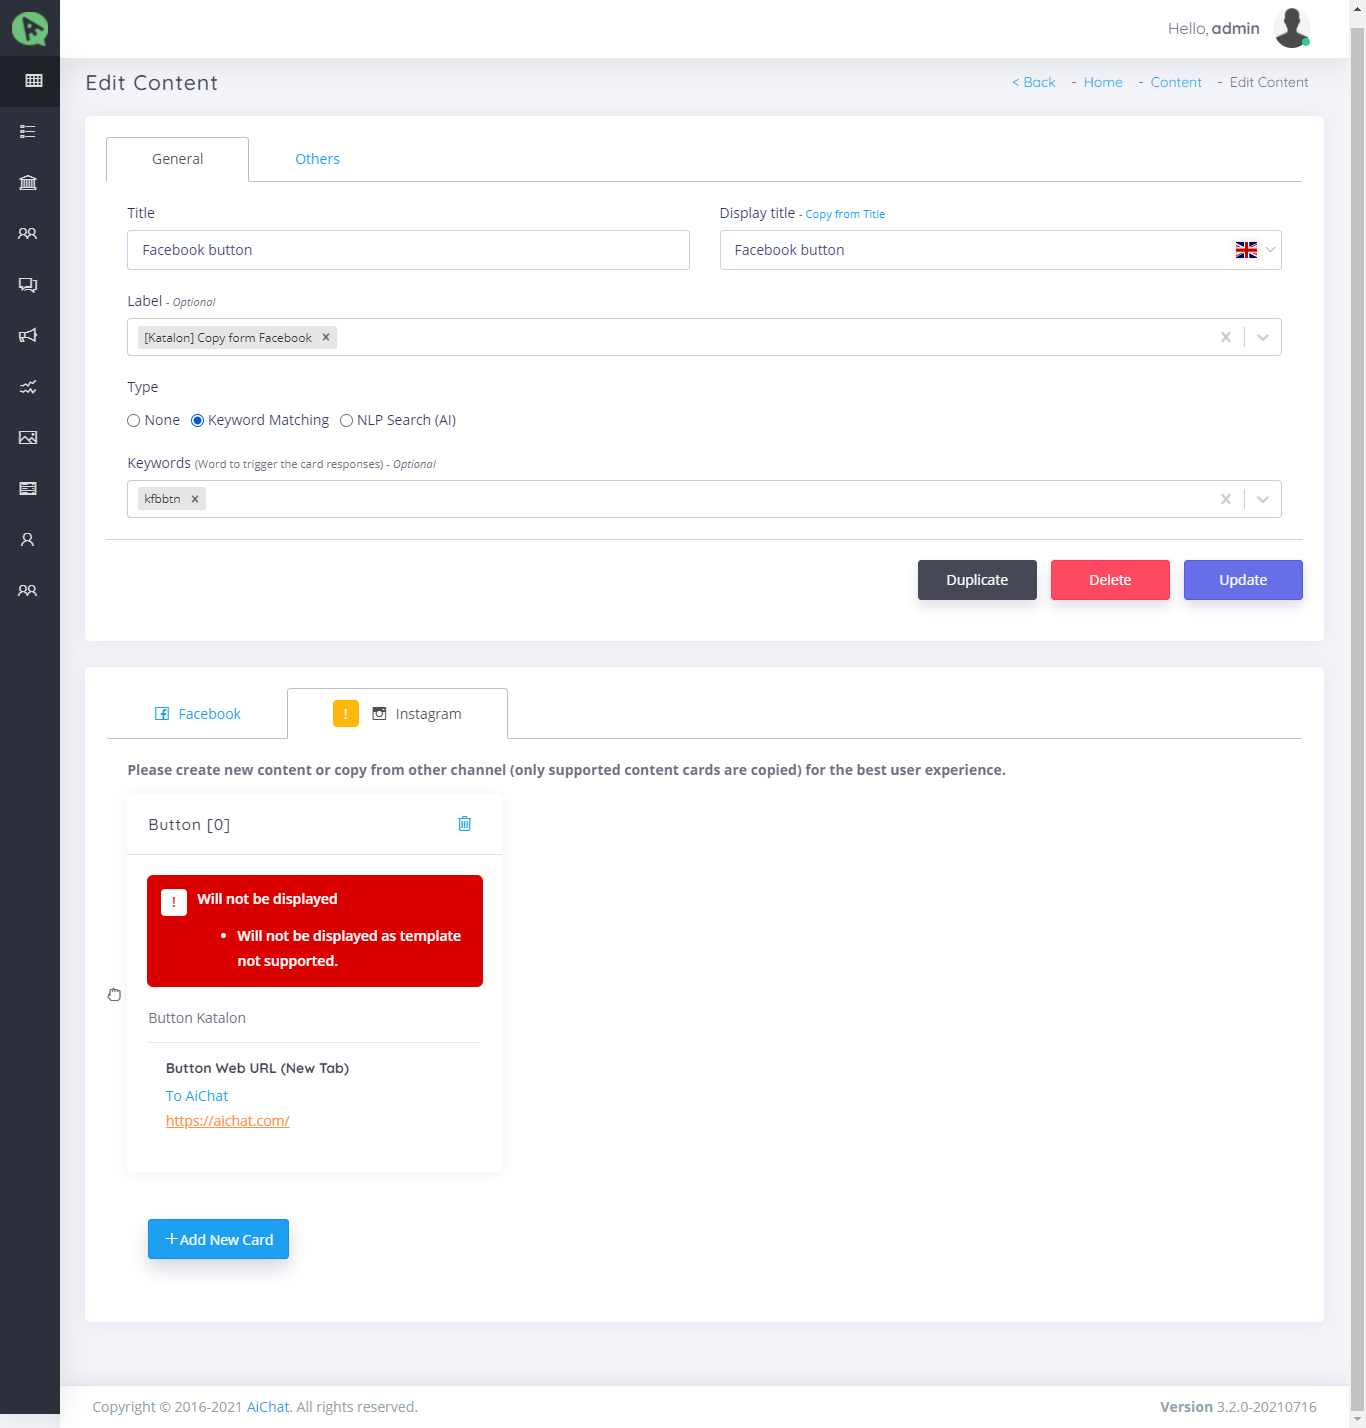 Hello, admin
Edit Content
< Back - Home - Content - Edit Content
General
Others
Title
Display title - Copy from Title
Facebook button
Facebook button
Label - Optional
[Katalon] Copy form Facebook ×
Type
None Keyword Matching NLP Search (AI)
Keywords (Word to trigger the card responses) - Optional
kfbbtn ×
Duplicate
Delete
Update
Facebook
! Instagram
Please create new content or copy from other channel (only supported content cards are copied) for the best user experience.
Button [0]
! Will not be displayed
• Will not be displayed as template
not supported.
Button Katalon
Button Web URL (New Tab)
To AiChat
https://aichat.com/
+Add New Card
Copyright © 2016-2021 AiChat. All rights reserved.
Version 3.2.0-20210716